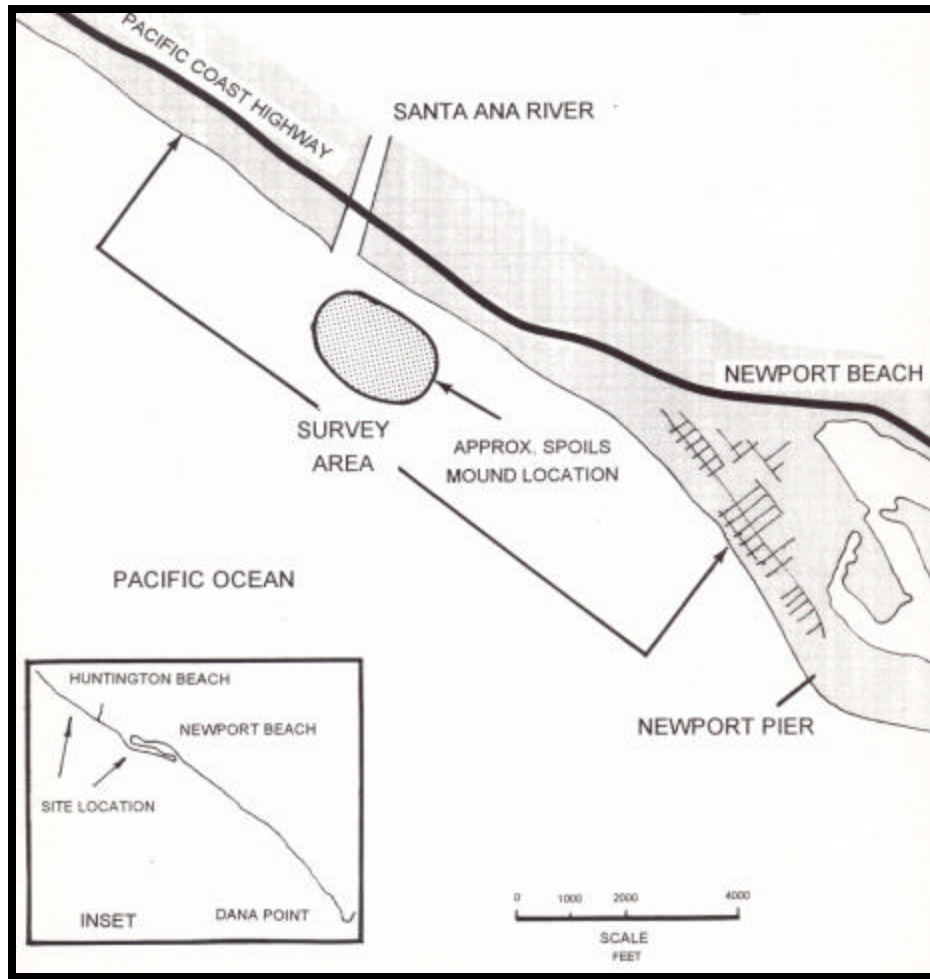 PACIFIC COAST HIGHWAY
SANTA ANA RIVER
NEWPORT BEACH
SURVEY
AREA
APPROX. SPOILS
MOUND LOCATION
PACIFIC OCEAN
NEWPORT PIER
HUNTINGTON BEACH
NEWPORT BEACH
SITE LOCATION
INSET
DANA POINT
0 1000 2000 4000
SCALE
FEET